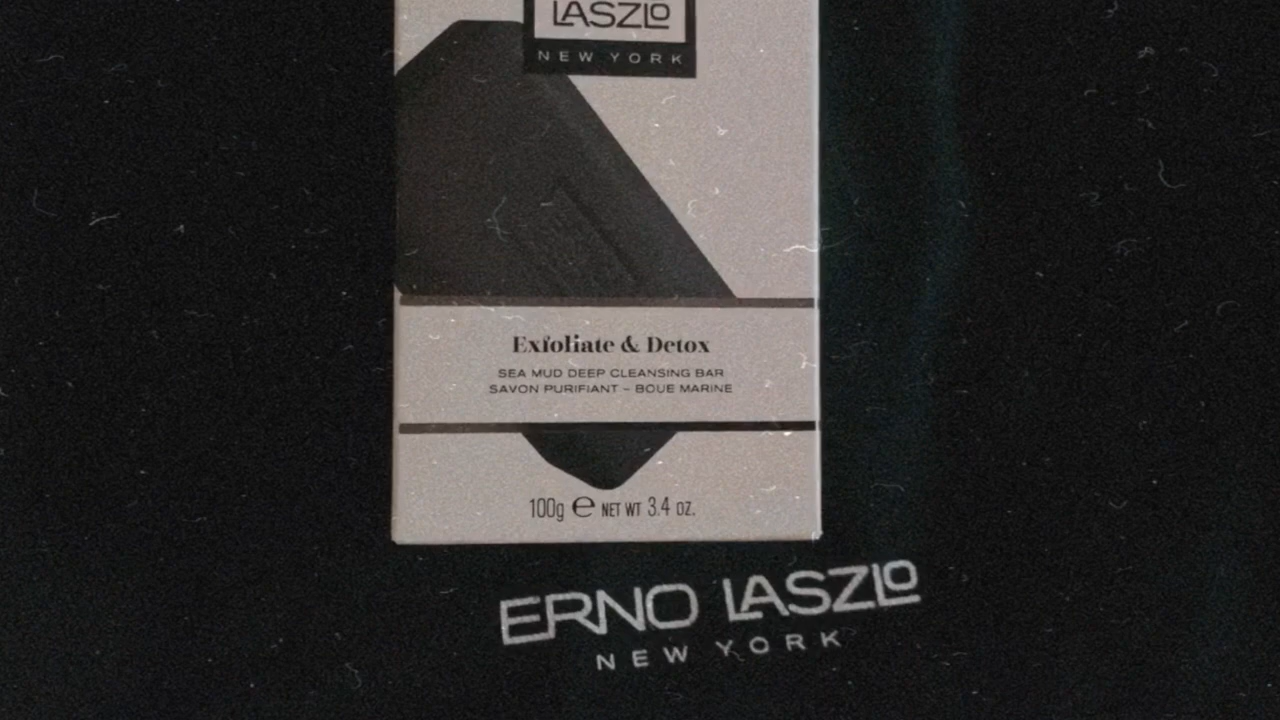 LASZLO
NEW YORK
Exfoliate & Detox
SEA MUD DEEP CLEANSING BAR
SAVON PURIFIANT – BOUE MARINE
100g ℮ NET WT 3.4 oz.
ERNO LASZLO
NEW YORK